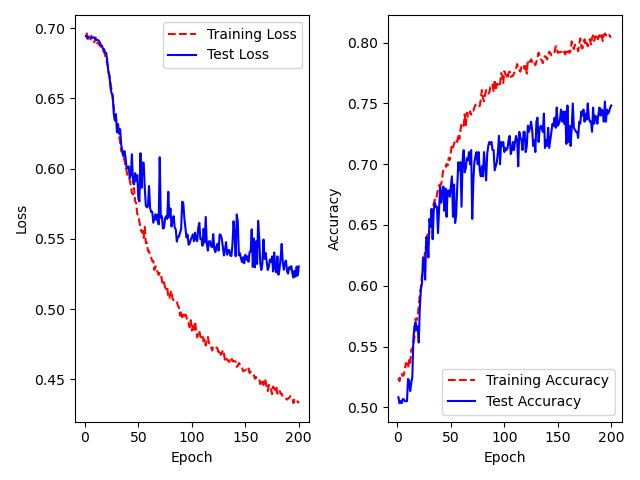 0.70
0.65
0.60
0.55
0.50
0.45
Loss
0 50 100 150 200
Epoch
Training Loss
Test Loss
0.80
0.75
0.70
0.65
0.60
0.55
0.50
Accuracy
0 50 100 150 200
Epoch
Training Accuracy
Test Accuracy